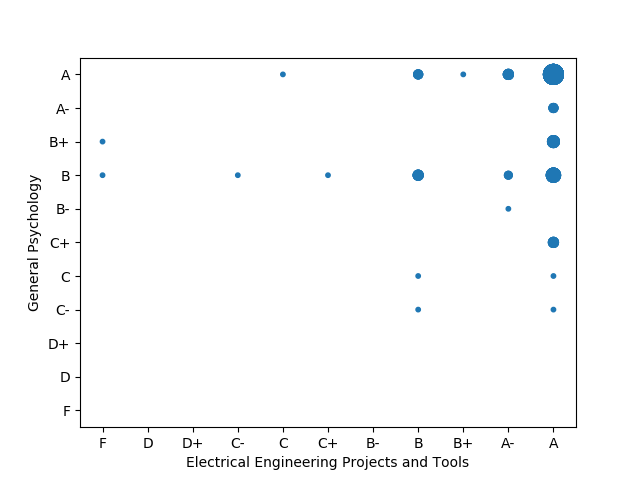 A
A-
B+
B
B-
C+
C
C-
D+
D
F
General Psychology
F D D+ C- C C+ B- B B+ A- A
Electrical Engineering Projects and Tools